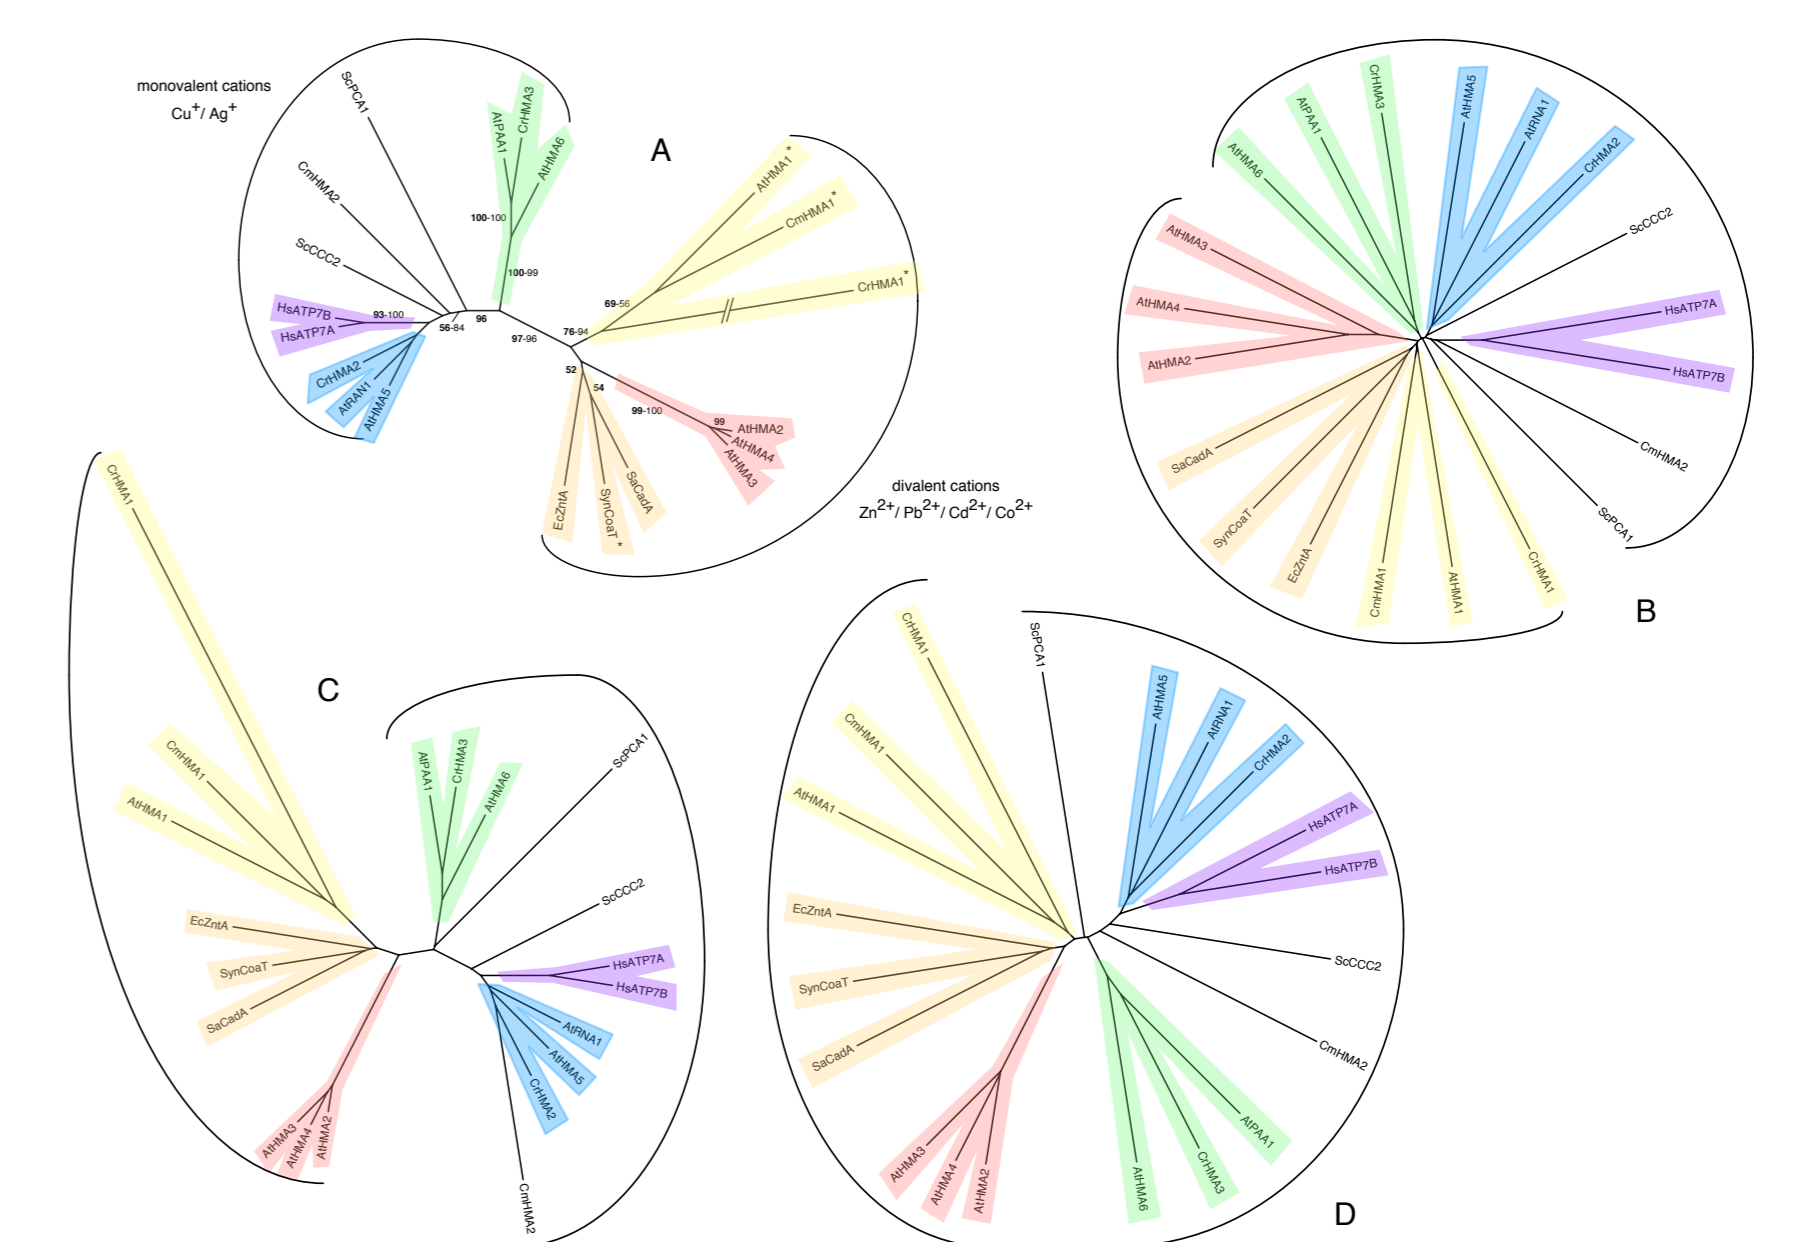 monovalent cations
Cu+/ Ag+
A
ScPCA1
CmHMA2
ScCCC2
HsATP7B
HsATP7A
CrHMA2
AtRAN1
AtHMA5
AtPAA1
CrHMA3
AtHMA6
100-100
100-99
93-100
56-84
96
97-96
76-94
69-56
52
54
99-100
99
AtHMA1*
CmHMA1*
CrHMA1*
AtHMA2
AtHMA4
AtHMA3
SaCadA
SynCoaT*
EcZntA
divalent cations
Zn2+/ Pb2+/ Cd2+/ Co2+
B
AtHMA6
AtPAA1
CrHMA3
AtHMA5
AtRNA1
CrHMA2
ScCCC2
HsATP7A
HsATP7B
CmHMA2
ScPCA1
CrHMA1
AtHMA1
CmHMA1
EcZntA
SynCoaT
SaCadA
AtHMA2
AtHMA4
AtHMA3
C
CrHMA1
CmHMA1
AtHMA1
EcZntA
SynCoaT
SaCadA
AtHMA3
AtHMA4
AtHMA2
AtPAA1
CrHMA3
AtHMA6
ScPCA1
ScCCC2
HsATP7A
HsATP7B
AtRNA1
AtHMA5
CrHMA2
CmHMA2
D
CrHMA1
CmHMA1
AtHMA1
EcZntA
SynCoaT
SaCadA
AtHMA3
AtHMA4
AtHMA2
ScPCA1
AtHMA5
AtRNA1
CrHMA2
HsATP7A
HsATP7B
ScCCC2
CmHMA2
AtPAA1
CrHMA3
AtHMA6